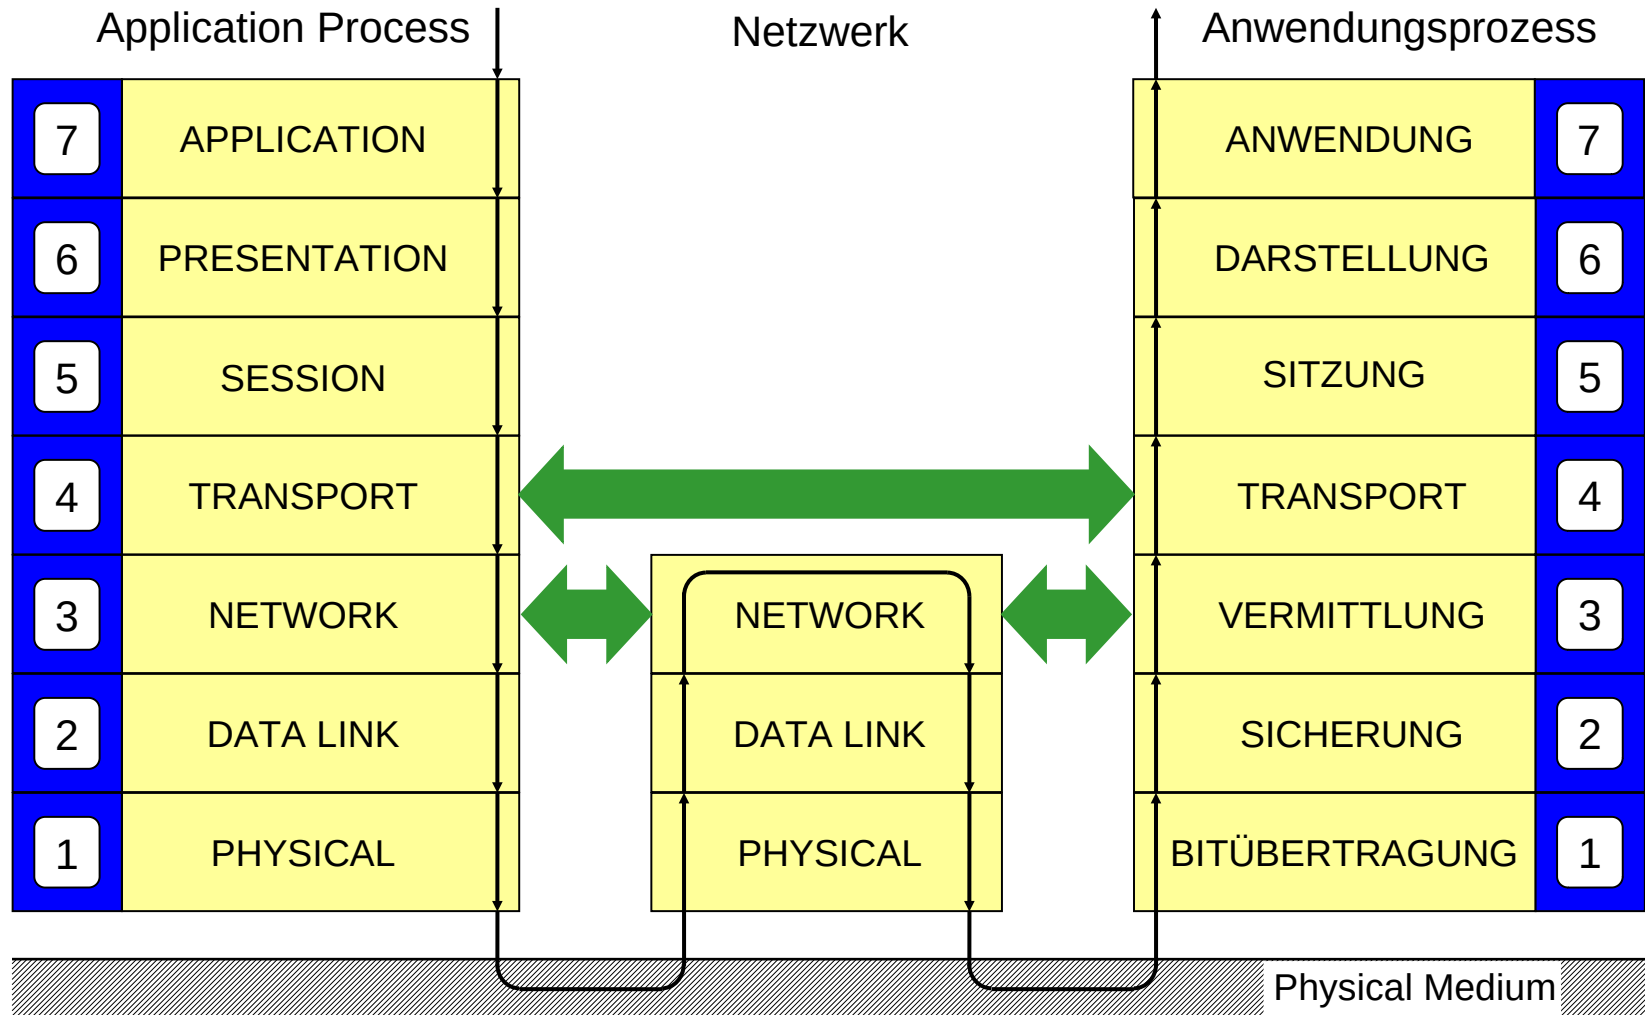 Application Process
Netzwerk
Anwendungsprozess
7
APPLICATION
ANWENDUNG
7
6
PRESENTATION
DARSTELLUNG
6
5
SESSION
SITZUNG
5
4
TRANSPORT
TRANSPORT
4
3
NETWORK
NETWORK
VERMITTLUNG
3
2
DATA LINK
DATA LINK
SICHERUNG
2
1
PHYSICAL
PHYSICAL
BITÜBERTRAGUNG
1
Physical Medium